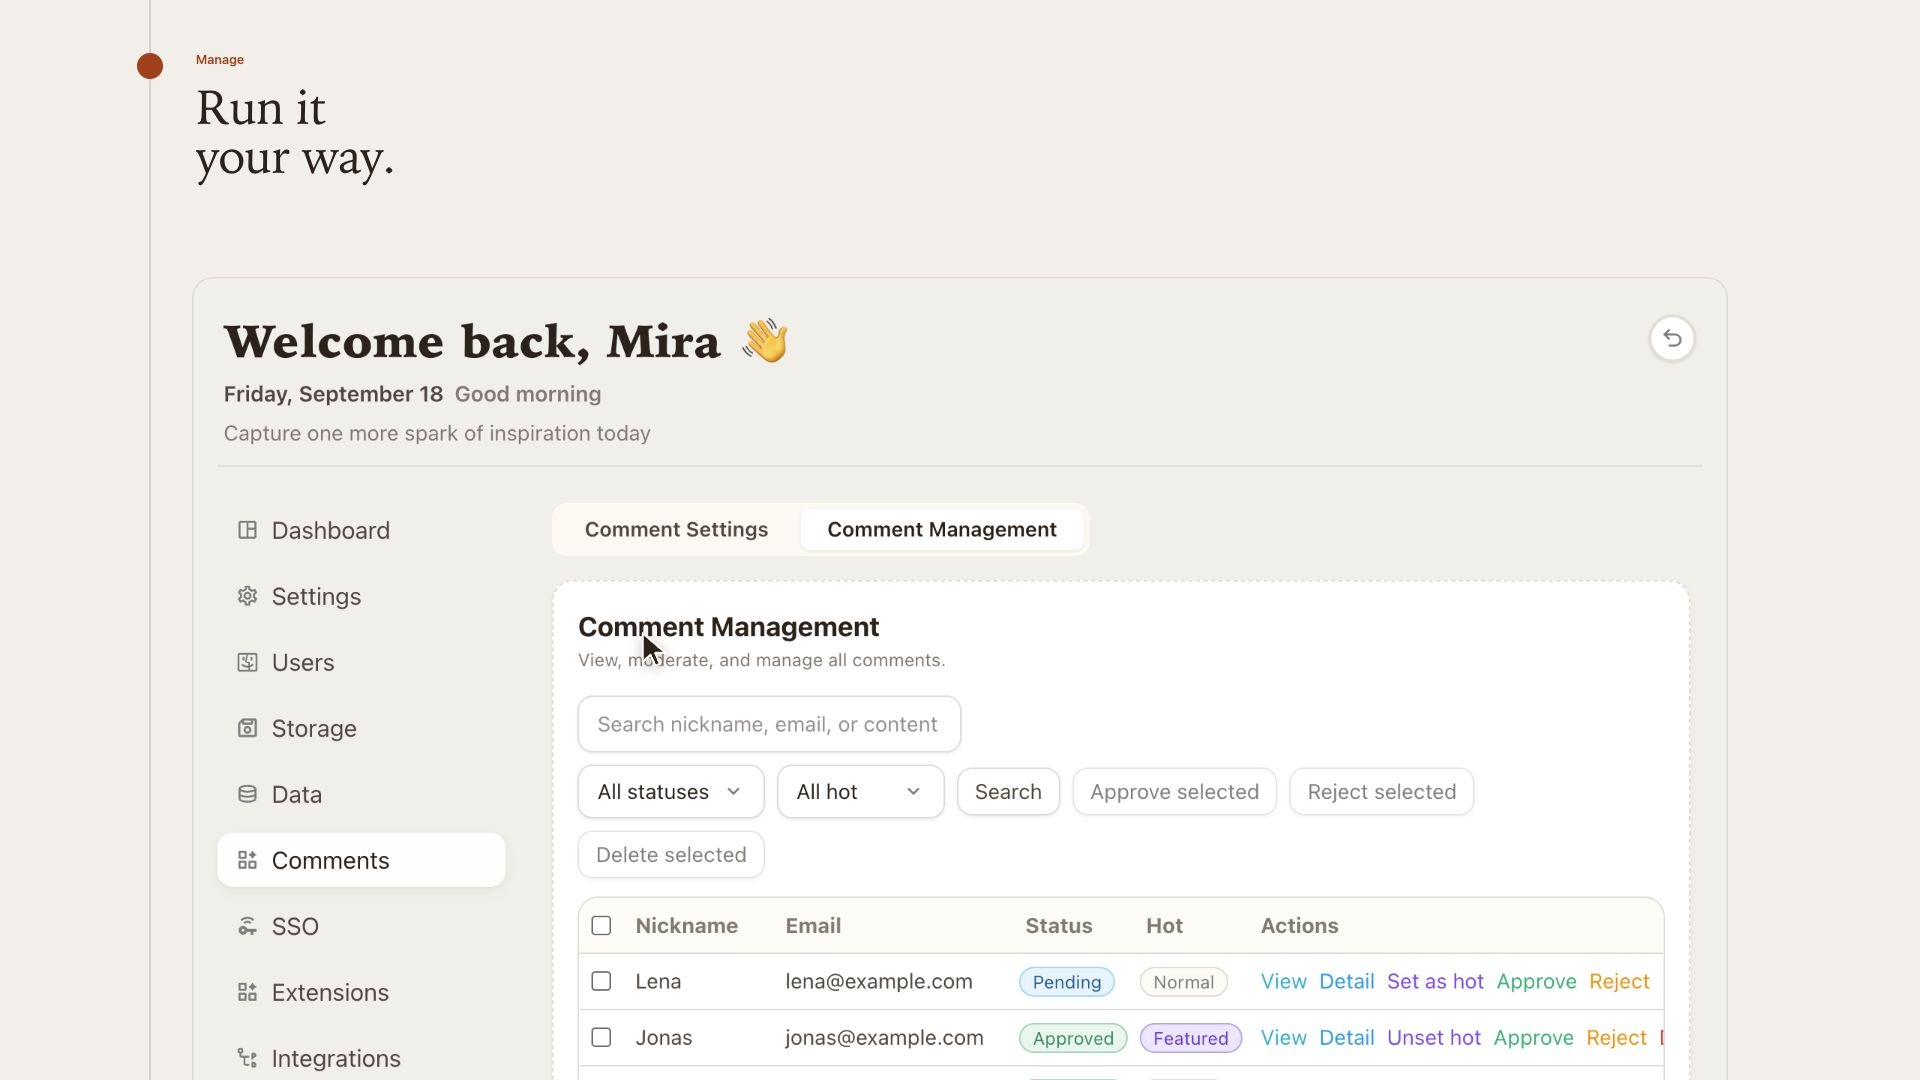 Manage
Run it
your way.
Welcome back, Mira 👋
Friday, September 18 Good morning
Capture one more spark of inspiration today
Dashboard
Settings
Users
Storage
Data
Comments
SSO
Extensions
Integrations
Comment Settings Comment Management
Comment Management
View, moderate, and manage all comments.
Search nickname, email, or content
All statuses All hot Search Approve selected Reject selected
Delete selected
Nickname Email Status Hot Actions
Lena lena@example.com Pending Normal View Detail Set as hot Approve Reject
Jonas jonas@example.com Approved Featured View Detail Unset hot Approve Reject